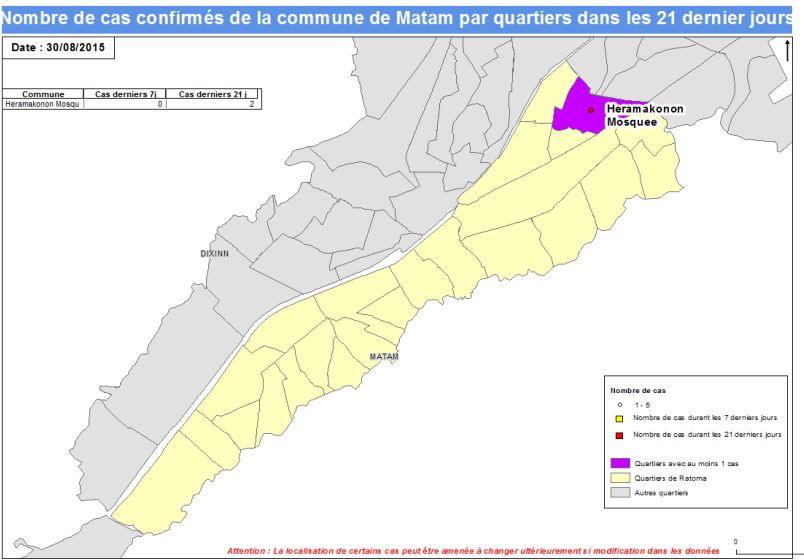 Nombre de cas confirmés de la commune de Matam par quartiers dans les 21 dernier jours
Date : 30/08/2015
Commune Cas derniers 7j Cas derniers 21 j
Heramakonon Mosqu 0 2
Heramakonon
Mosquee
DIXINN
MATAM
Nombre de cas
1 - 5
Nombre de cas durant les 7 derniers jours
Nombre de cas durant les 21 derniers jours
Quartiers avec au moins 1 cas
Quartiers de Ratoma
Autres quartiers
Attention : La localisation de certains cas peut être amenée à changer ultérieurement si modification dans les données
0